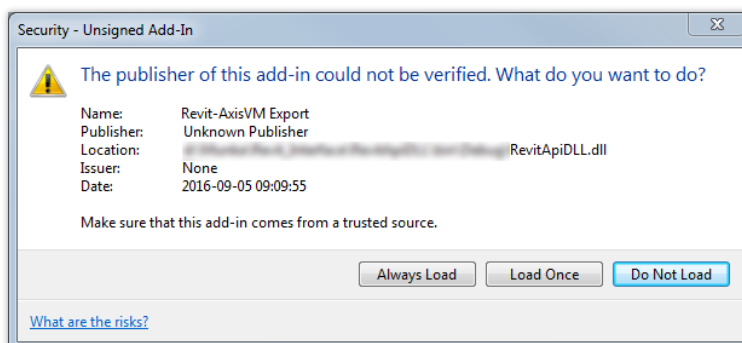 Security - Unsigned Add-In
The publisher of this add-in could not be verified. What do you want to do?
Name: Revit-AxisVM Export
Publisher: Unknown Publisher
Location: RevitApiDLL.dll
Issuer: None
Date: 2016-09-05 09:09:55
Make sure that this add-in comes from a trusted source.
Always Load Load Once Do Not Load
What are the risks?